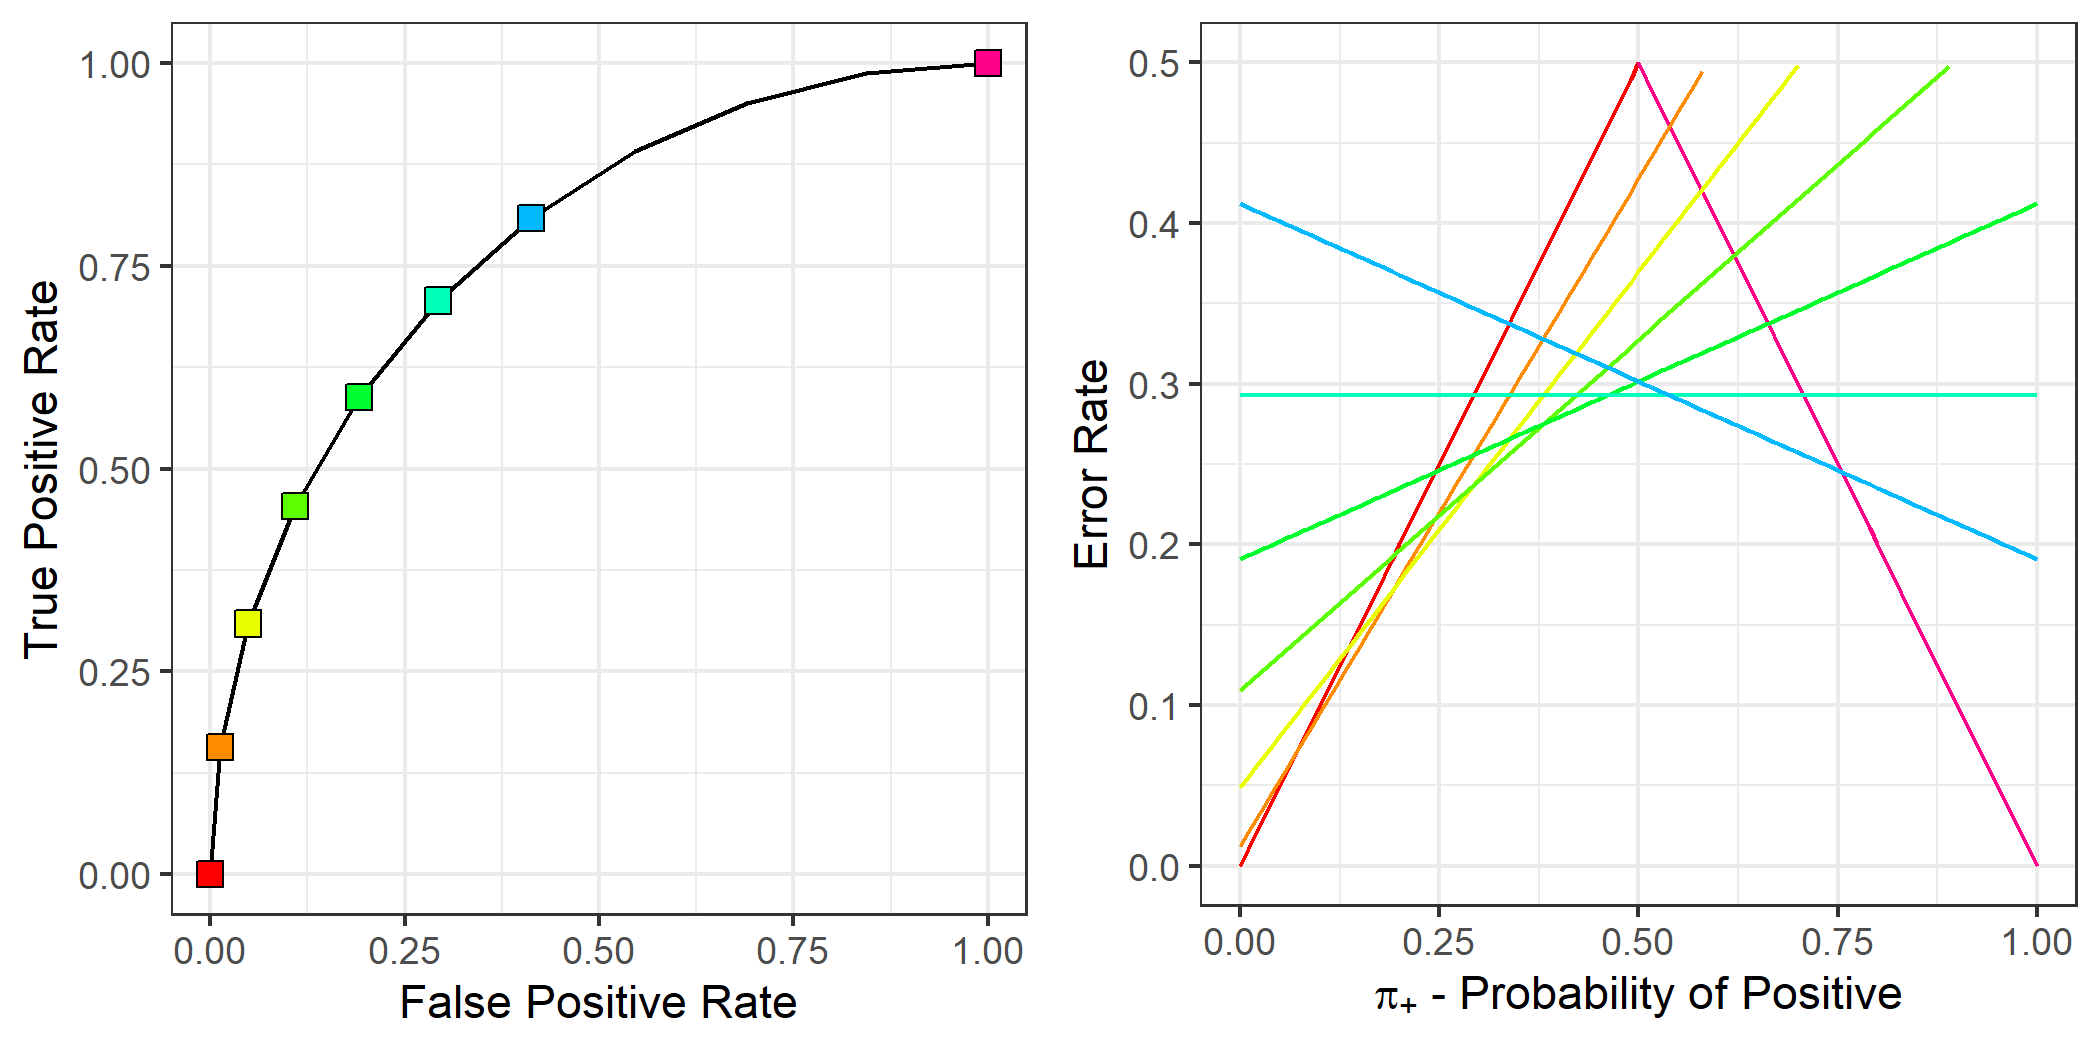 True Positive Rate
1.00
0.75
0.50
0.25
0.00
0.00 0.25 0.50 0.75 1.00
False Positive Rate
Error Rate
0.5
0.4
0.3
0.2
0.1
0.0
0.00 0.25 0.50 0.75 1.00
π₊ - Probability of Positive